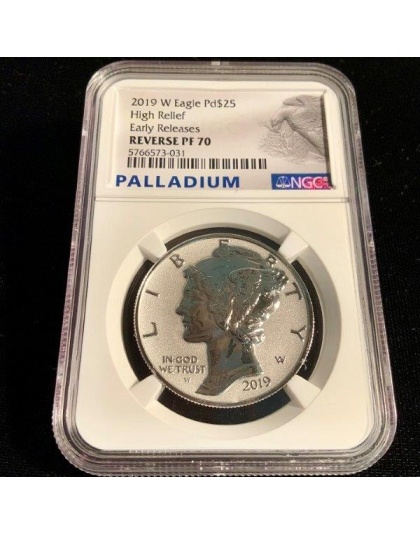 2019 W Eagle Pd$25
High Relief
Early Releases
REVERSE PF 70
5766573-031
PALLADIUM NGC
LIBERTY
IN GOD
WE TRUST
W
W
2019